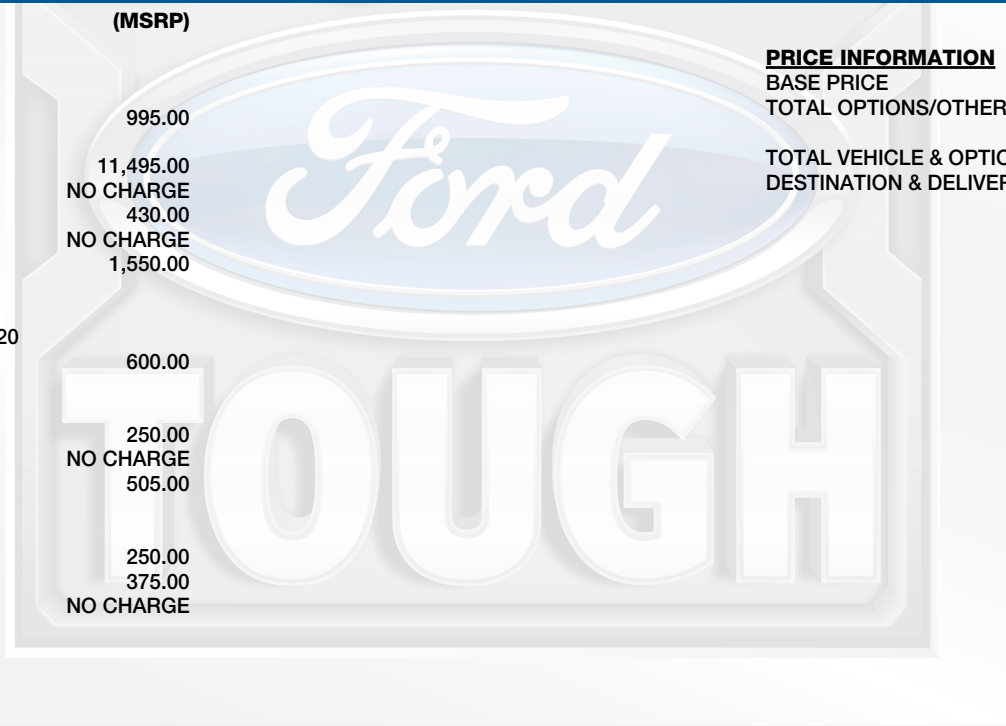 (MSRP)
995.00
11,495.00
NO CHARGE
430.00
NO CHARGE
1,550.00
20
600.00
250.00
NO CHARGE
505.00
250.00
375.00
NO CHARGE
PRICE INFORMATION
BASE PRICE
TOTAL OPTIONS/OTHER
TOTAL VEHICLE & OPTIO
DESTINATION & DELIVER
Ford
TOUGH